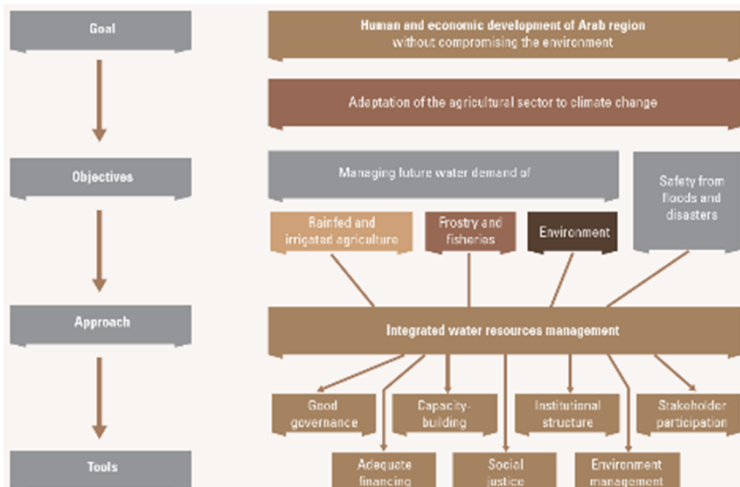 Goal
Human and economic development of Arab region
without compromising the environment
Adaptation of the agricultural sector to climate change
Objectives
Managing future water demand of
Safety from
floods and
disasters
Rainfed and
irrigated agriculture
Frostry and
fisheries
Environment
Approach
Integrated water resources management
Good
governance
Capacity-
building
Institutional
structure
Stakeholder
participation
Tools
Adequate
financing
Social
justice
Environment
management